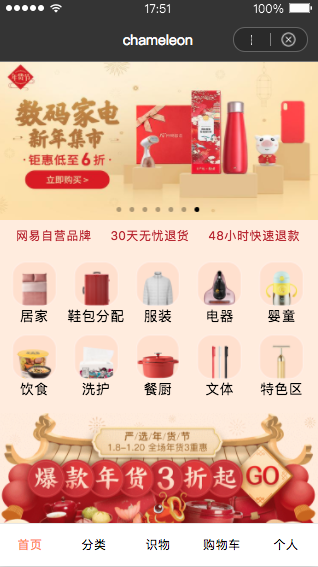 17:51
100%
chameleon
年货节
数码家电
新年集市
·钜惠低至6折·
立即购买>
网易自营品牌
30天无忧退货
48小时快速退款
居家
鞋包分配
服装
电器
婴童
饮食
洗护
餐厨
文体
特色区
严选年货节
1.8-1.20 全场年货3重惠
爆款年货3折起GO
首页
分类
识物
购物车
个人